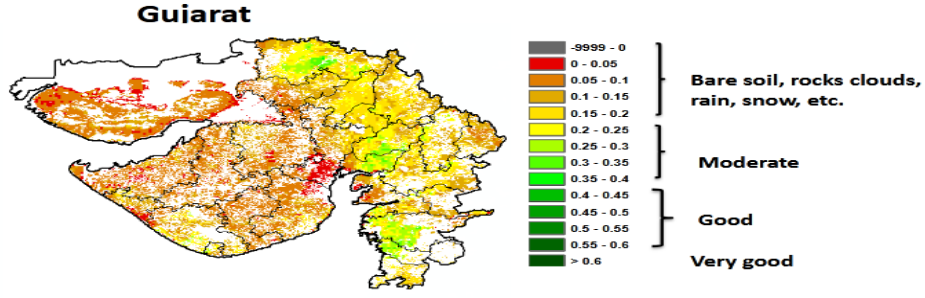 Gujarat
-9999 - 0
0 - 0.05
0.05 - 0.1
0.1 - 0.15
0.15 - 0.2
0.2 - 0.25
0.25 - 0.3
0.3 - 0.35
0.35 - 0.4
0.4 - 0.45
0.45 - 0.5
0.5 - 0.55
0.55 - 0.6
> 0.6
Bare soil, rocks clouds,
rain, snow, etc.
Moderate
Good
Very good